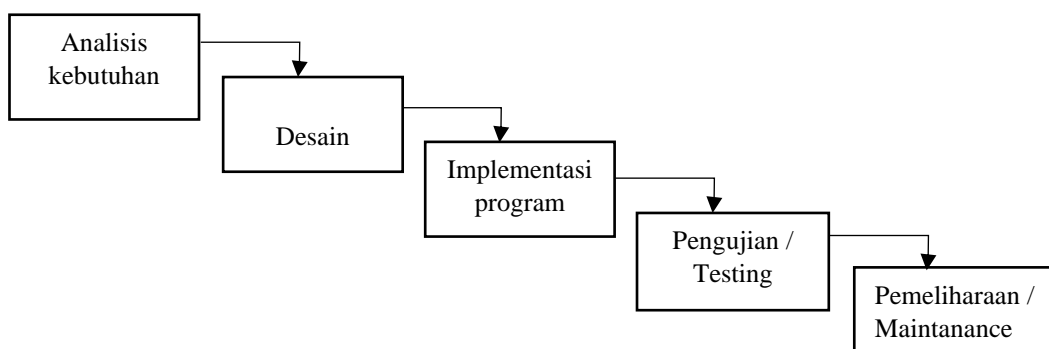 Analisis
kebutuhan
Desain
Implementasi
program
Pengujian /
Testing
Pemeliharaan /
Maintanance